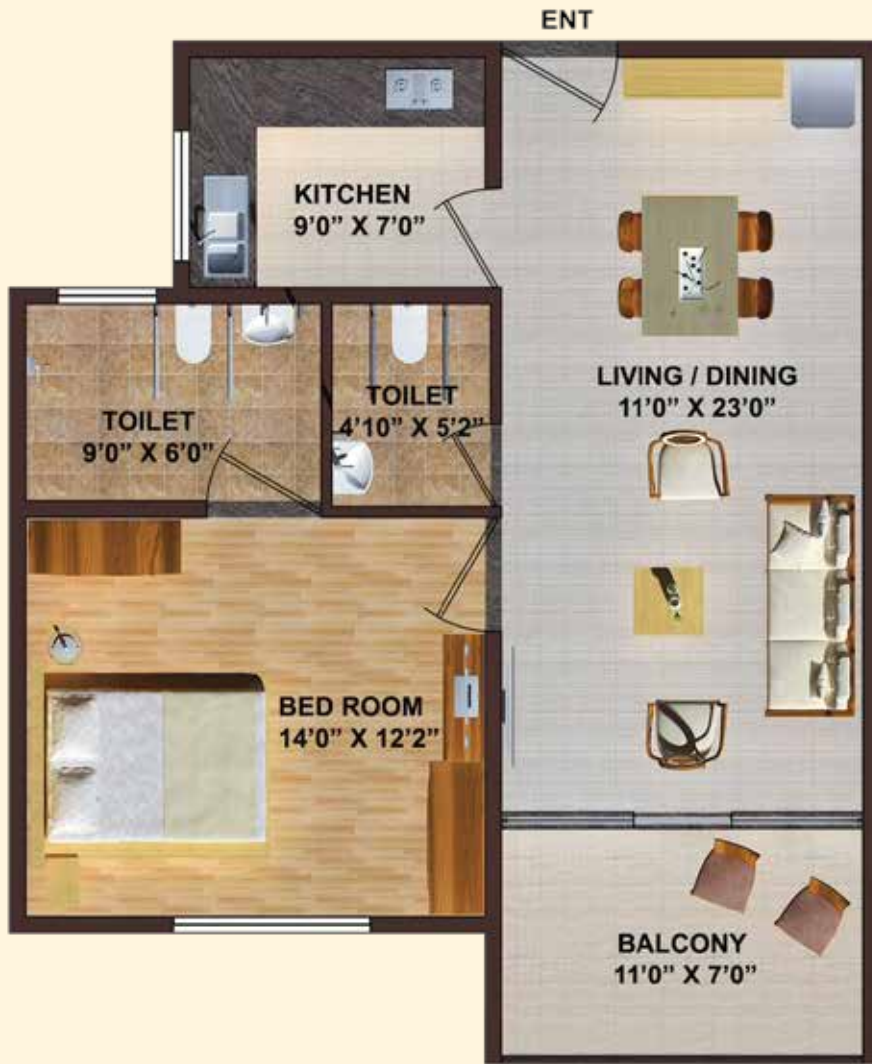 ENT
KITCHEN
9’0” X 7’0”
TOILET
9’0” X 6’0”
TOILET
4’10” X 5’2”
LIVING / DINING
11’0” X 23’0”
BED ROOM
14’0” X 12’2”
BALCONY
11’0” X 7’0”